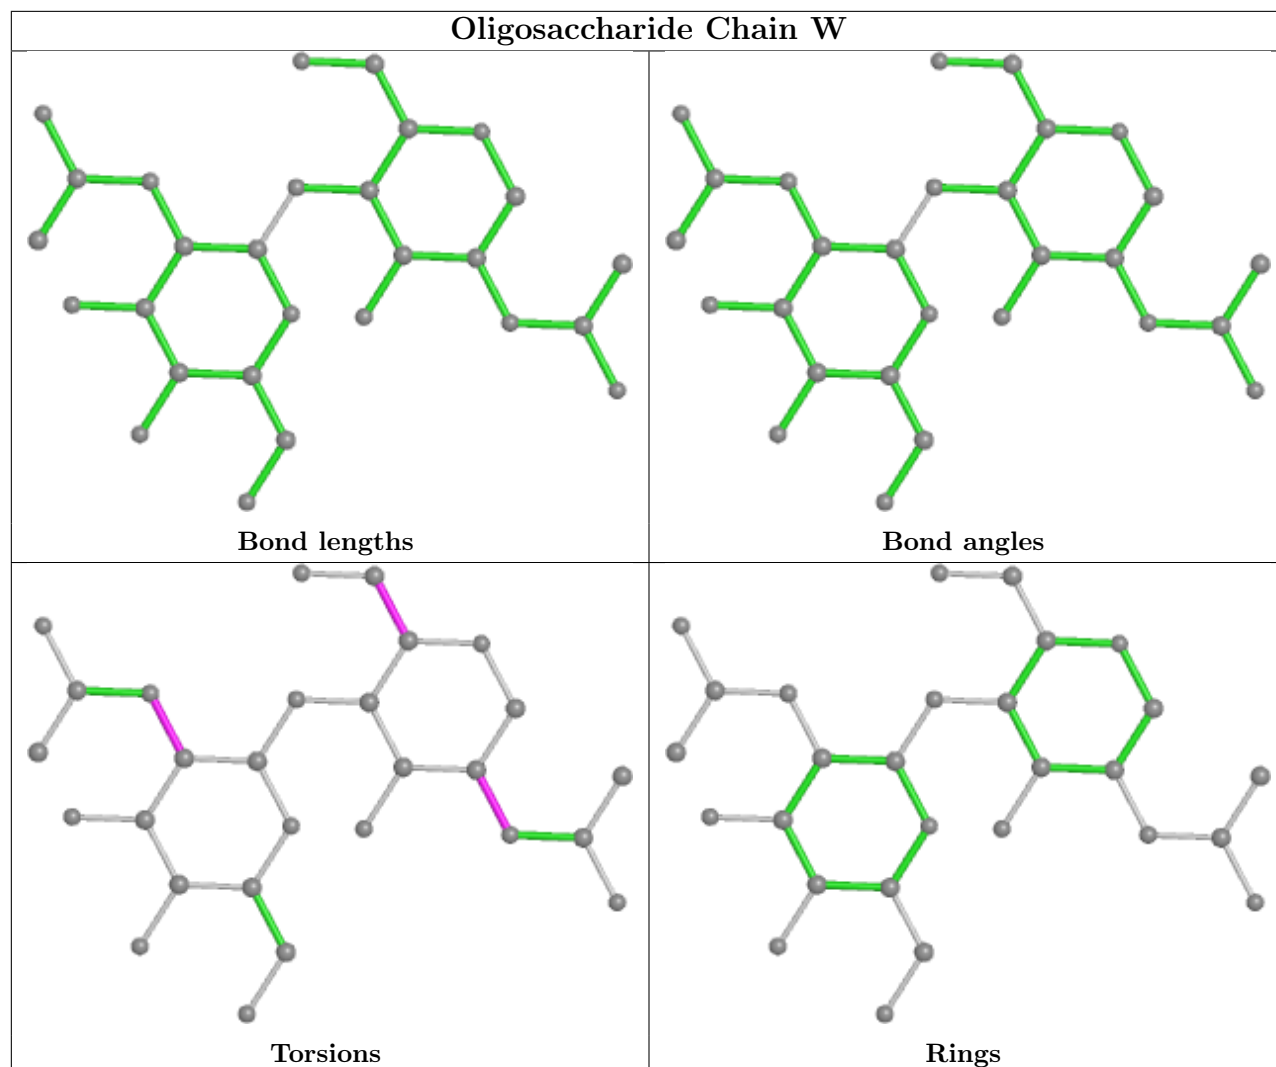 Oligosaccharide Chain W
Bond lengths
Bond angles
Torsions
Rings